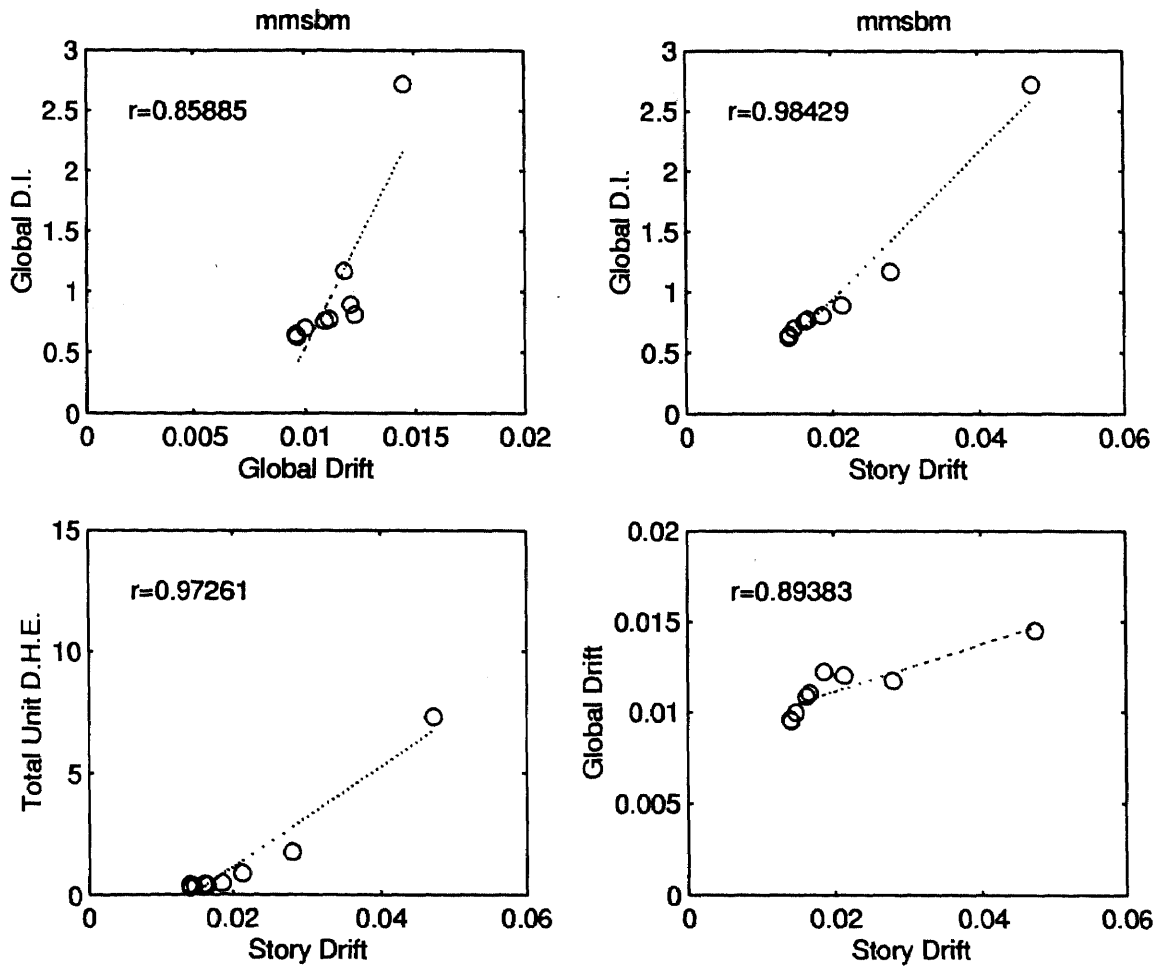 mmsbm
3
2.5
2
1.5
1
0.5
0
r=0.85885
Global D.I.
0 0.005 0.01 0.015 0.02
Global Drift
mmsbm
3
2.5
2
1.5
1
0.5
0
r=0.98429
Global D.I.
0 0.02 0.04 0.06
Story Drift
15
10
5
0
r=0.97261
Total Unit D.H.E.
0 0.02 0.04 0.06
Story Drift
0.02
0.015
0.01
0.005
0
r=0.89383
Global Drift
0 0.02 0.04 0.06
Story Drift